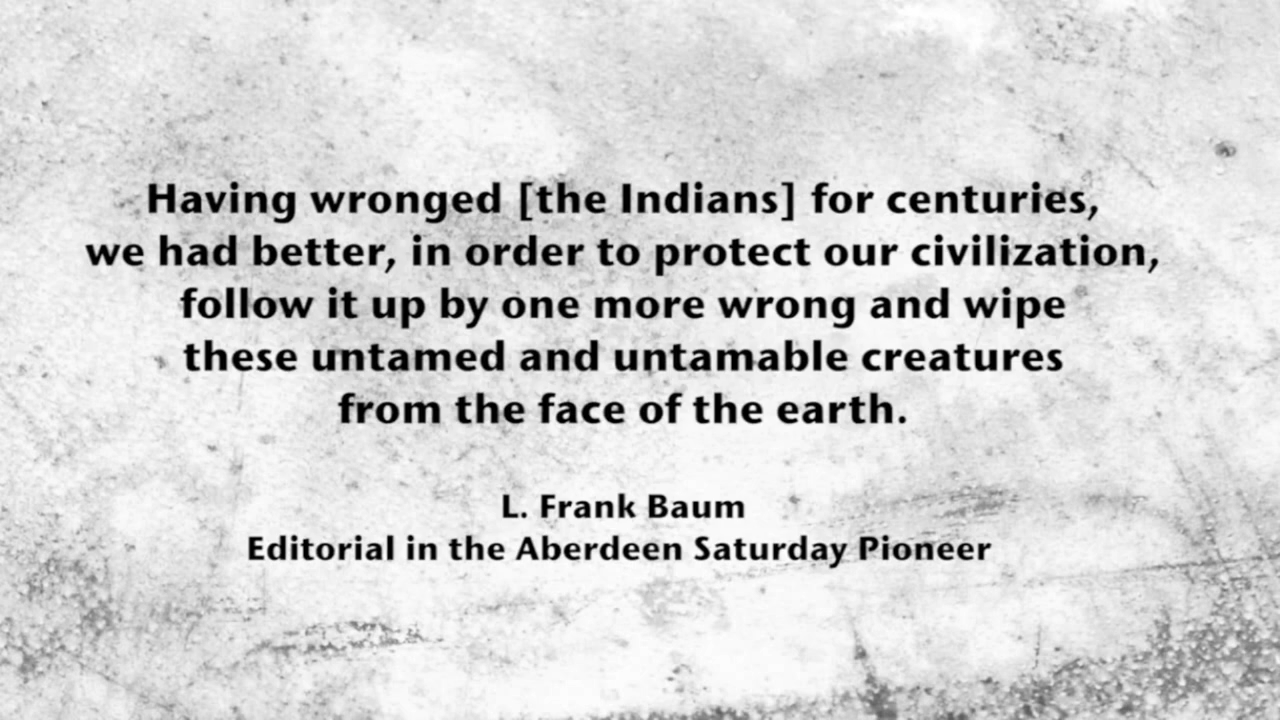 Having wronged [the Indians] for centuries,
we had better, in order to protect our civilization,
follow it up by one more wrong and wipe
these untamed and untamable creatures
from the face of the earth.
L. Frank Baum
Editorial in the Aberdeen Saturday Pioneer